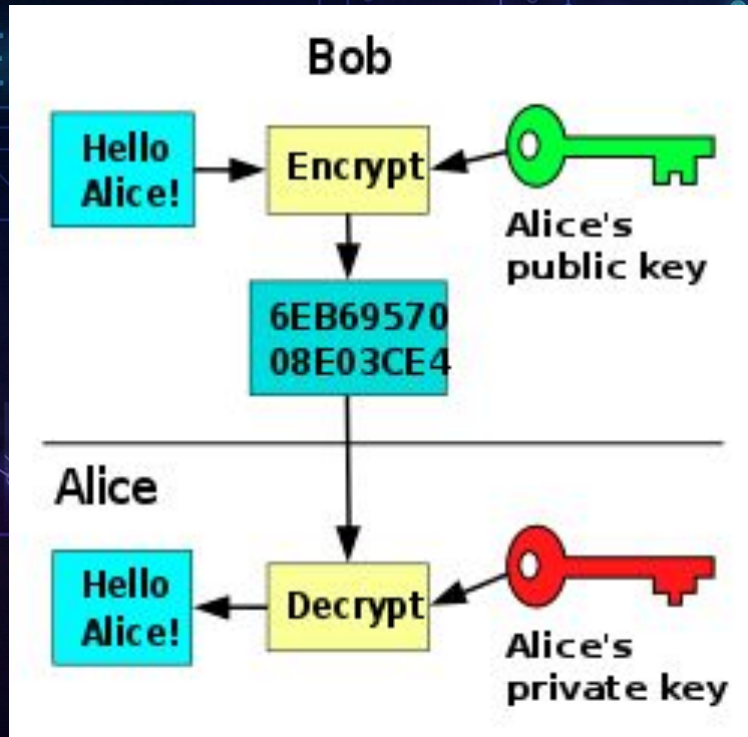 Bob
Hello
Alice!
Encrypt
Alice's
public key
6EB69570
08E03CE4
Alice
Hello
Alice!
Decrypt
Alice's
private key